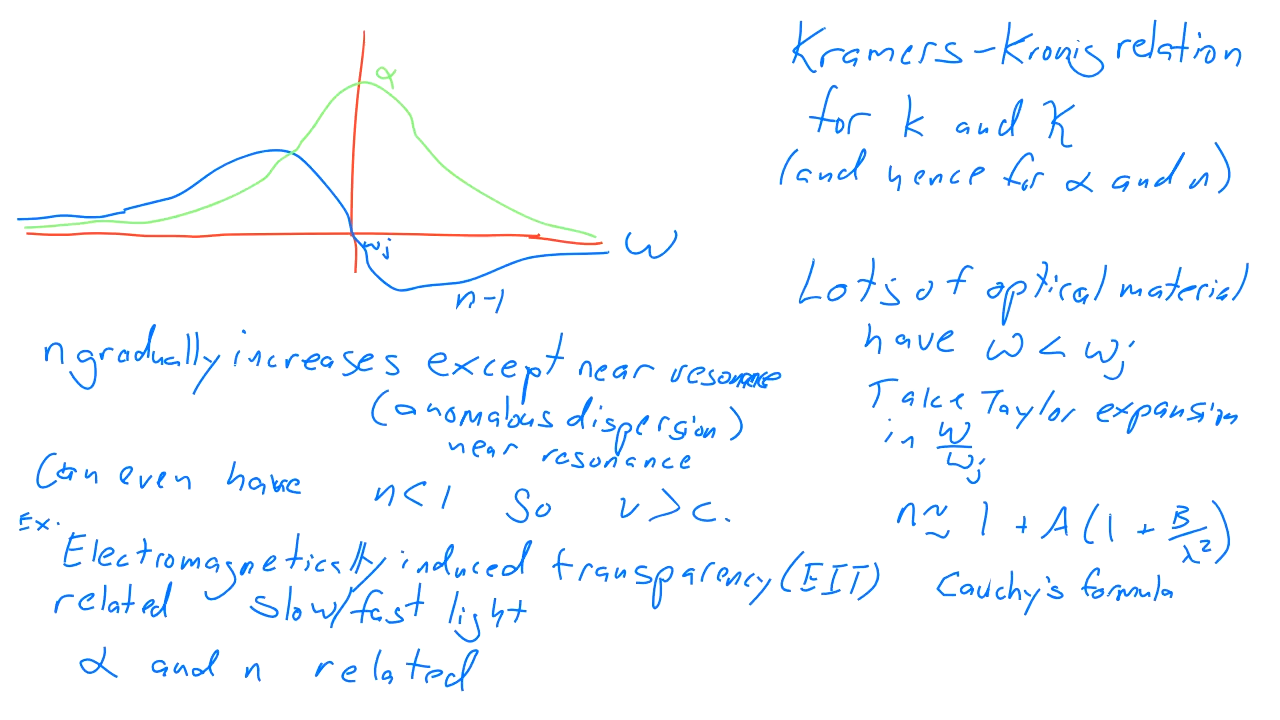 α
ω
ωj
n-1
n gradually increases except near resonance
(anomalous dispersion)
near resonance
Can even have n<1 so v>c.
Ex.
Electromagnetically induced transparency (EIT)
related slow/fast light
α and n related
Kramers-Kronig relation
for k and K
(and hence for α and n)
Lots of optical material
have ω < ωj
Take Taylor expansion
in ω/ωj
n ≈ 1 + A(1 + B/λ²)
Cauchy's formula